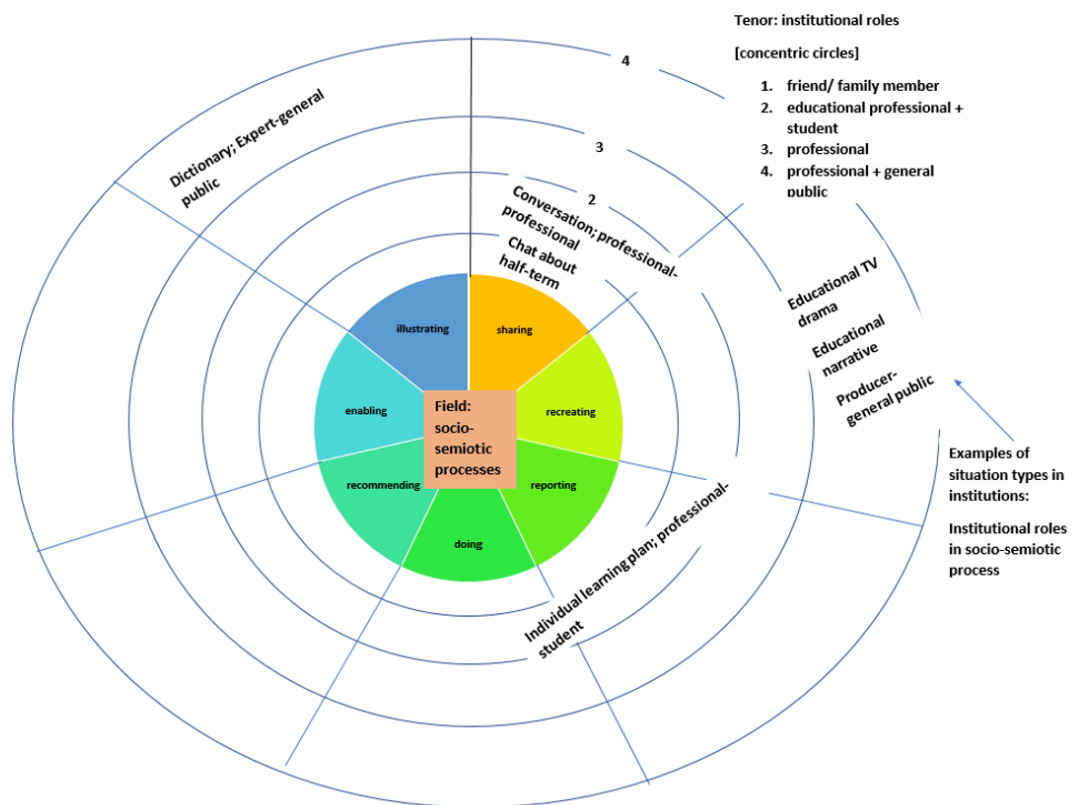 Tenor: institutional roles
[concentric circles]
1. friend/ family member
2. educational professional +
student
3. professional
4. professional + general
public
4
3
2
Dictionary; Expert-general
public
Conversation; professional-
professional
Chat about
half-term
Educational TV
drama
Educational
narrative
Producer-
general public
illustrating
sharing
enabling
recreating
Field:
socio-
semiotic
processes
recommending
reporting
doing
Individual learning plan; professional-
student
Examples of
situation types in
institutions:
Institutional roles
in socio-semiotic
process